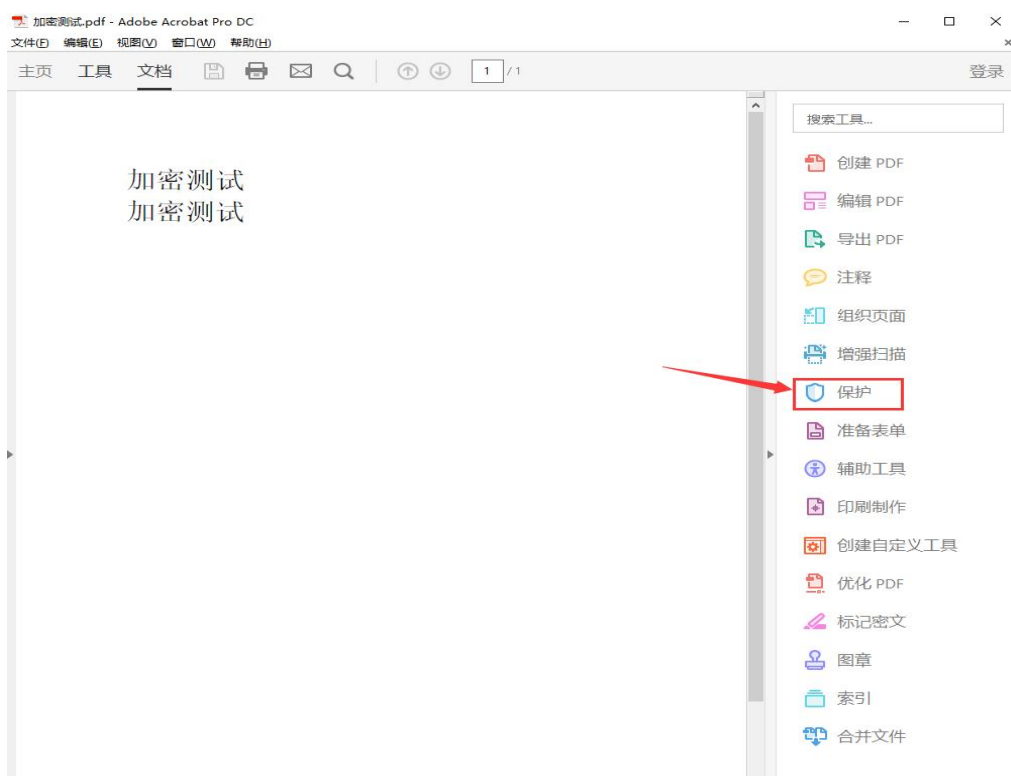 加密测试.pdf - Adobe Acrobat Pro DC
文件(F) 编辑(E) 视图(V) 窗口(W) 帮助(H)
主页 工具 文档 1 / 1 登录
搜索工具...
加密测试
加密测试
创建 PDF
编辑 PDF
导出 PDF
注释
组织页面
增强扫描
保护
准备表单
辅助工具
印刷制作
创建自定义工具
优化 PDF
标记密文
图章
索引
合并文件